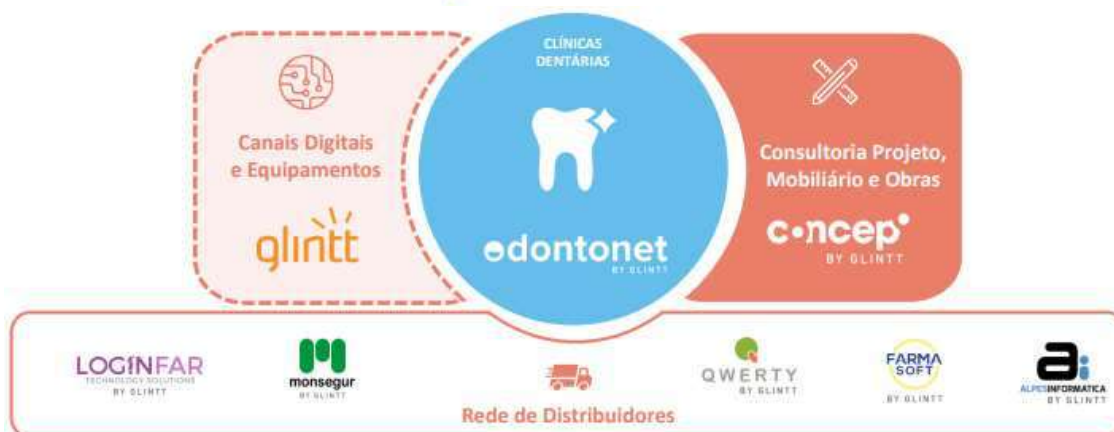 CLÍNICAS
DENTÁRIAS
Canais Digitais
e Equipamentos
glintt
odontonet
BY GLINTT
Consultoria Projeto,
Mobiliário e Obras
concep
BY GLINTT
LOGINFAR
TECHNOLOGY SOLUTIONS
BY GLINTT
monsegur
BY GLINTT
Rede de Distribuidores
QWERTY
BY GLINTT
FARMA
SOFT
BY GLINTT
a:
ALPESINFORMATICA
BY GLINTT